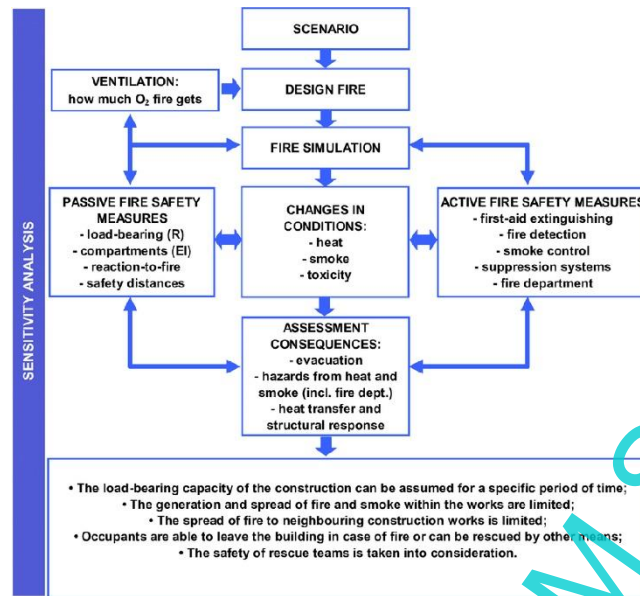 SENSITIVITY ANALYSIS
SCENARIO
VENTILATION:
how much O₂ fire gets
DESIGN FIRE
FIRE SIMULATION
PASSIVE FIRE SAFETY
MEASURES
- load-bearing (R)
- compartments (EI)
- reaction-to-fire
- safety distances
CHANGES IN
CONDITIONS:
- heat
- smoke
- toxicity
ACTIVE FIRE SAFETY MEASURES
- first-aid extinguishing
- fire detection
- smoke control
- suppression systems
- fire department
ASSESSMENT
CONSEQUENCES:
- evacuation
- hazards from heat and
smoke (incl. fire dept.)
- heat transfer and
structural response
• The load-bearing capacity of the construction can be assumed for a specific period of time;
• The generation and spread of fire and smoke within the works are limited;
• The spread of fire to neighbouring construction works is limited;
• Occupants are able to leave the building in case of fire or can be rescued by other means;
• The safety of rescue teams is taken into consideration.